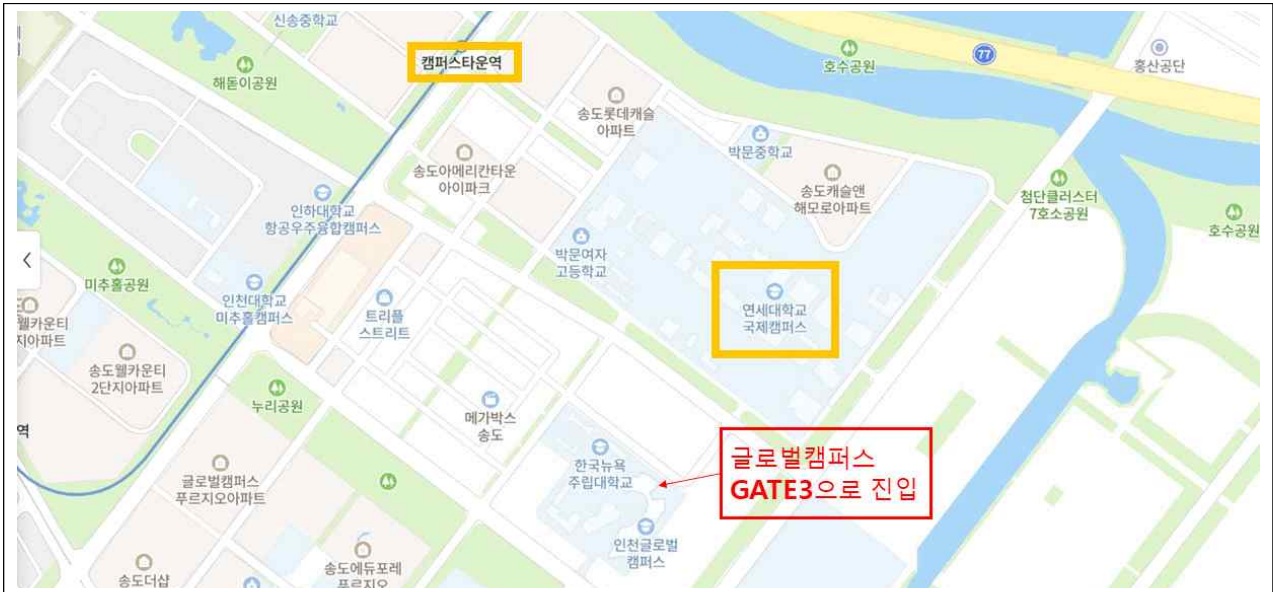 신송중학교
캠퍼스타운역
해돋이공원
호수공원
77
홍산공단
송도롯데캐슬
아파트
박문중학교
송도아메리칸타운
아이파크
송도캐슬앤
해모로아파트
첨단클러스터
7호소공원
호수공원
인하대학교
항공우주융합캠퍼스
박문여자
고등학교
미추홀공원
인천대학교
미추홀캠퍼스
트리플
스트리트
연세대학교
국제캠퍼스
웰카운티
지아파트
송도웰카운티
2단지아파트
누리공원
메가박스
송도
역
글로벌캠퍼스
푸르지오아파트
한국뉴욕
주립대학교
글로벌캠퍼스
GATE3으로 진입
인천글로벌
캠퍼스
송도더샵
송도에듀포레
푸르지오